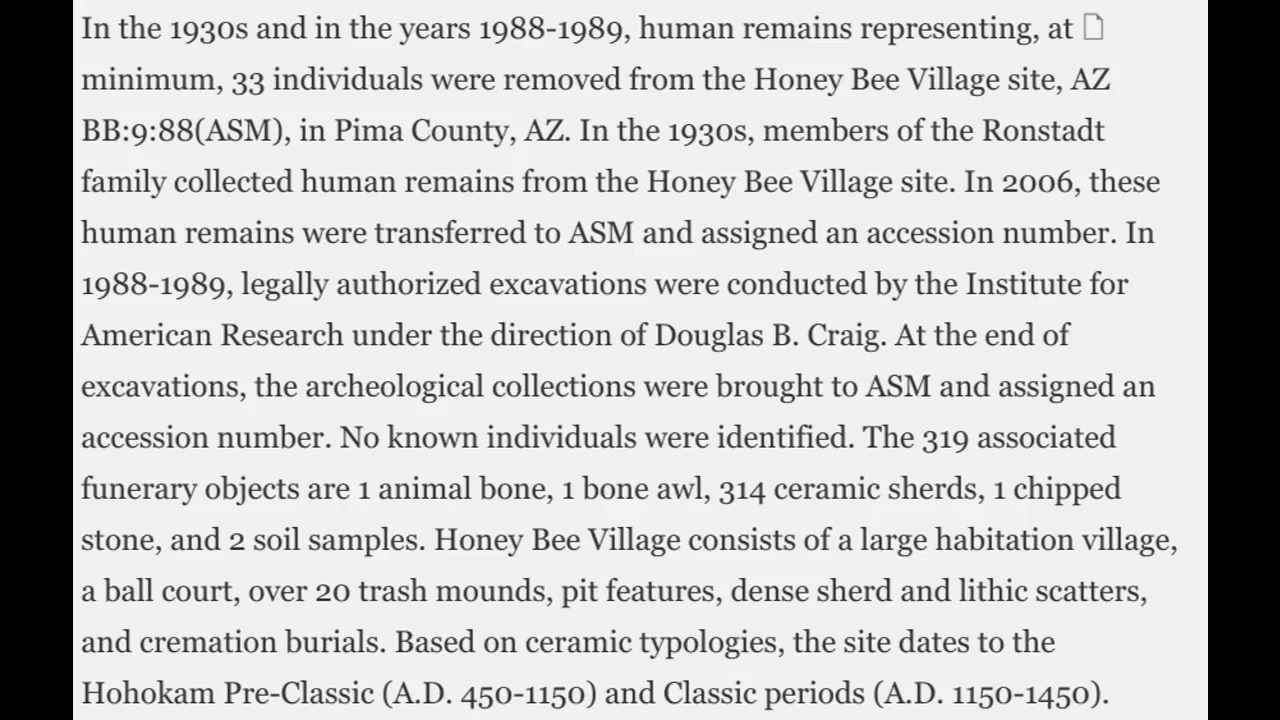 In the 1930s and in the years 1988-1989, human remains representing, at
minimum, 33 individuals were removed from the Honey Bee Village site, AZ
BB:9:88(ASM), in Pima County, AZ. In the 1930s, members of the Ronstadt
family collected human remains from the Honey Bee Village site. In 2006, these
human remains were transferred to ASM and assigned an accession number. In
1988-1989, legally authorized excavations were conducted by the Institute for
American Research under the direction of Douglas B. Craig. At the end of
excavations, the archeological collections were brought to ASM and assigned an
accession number. No known individuals were identified. The 319 associated
funerary objects are 1 animal bone, 1 bone awl, 314 ceramic sherds, 1 chipped
stone, and 2 soil samples. Honey Bee Village consists of a large habitation village,
a ball court, over 20 trash mounds, pit features, dense sherd and lithic scatters,
and cremation burials. Based on ceramic typologies, the site dates to the
Hohokam Pre-Classic (A.D. 450-1150) and Classic periods (A.D. 1150-1450).